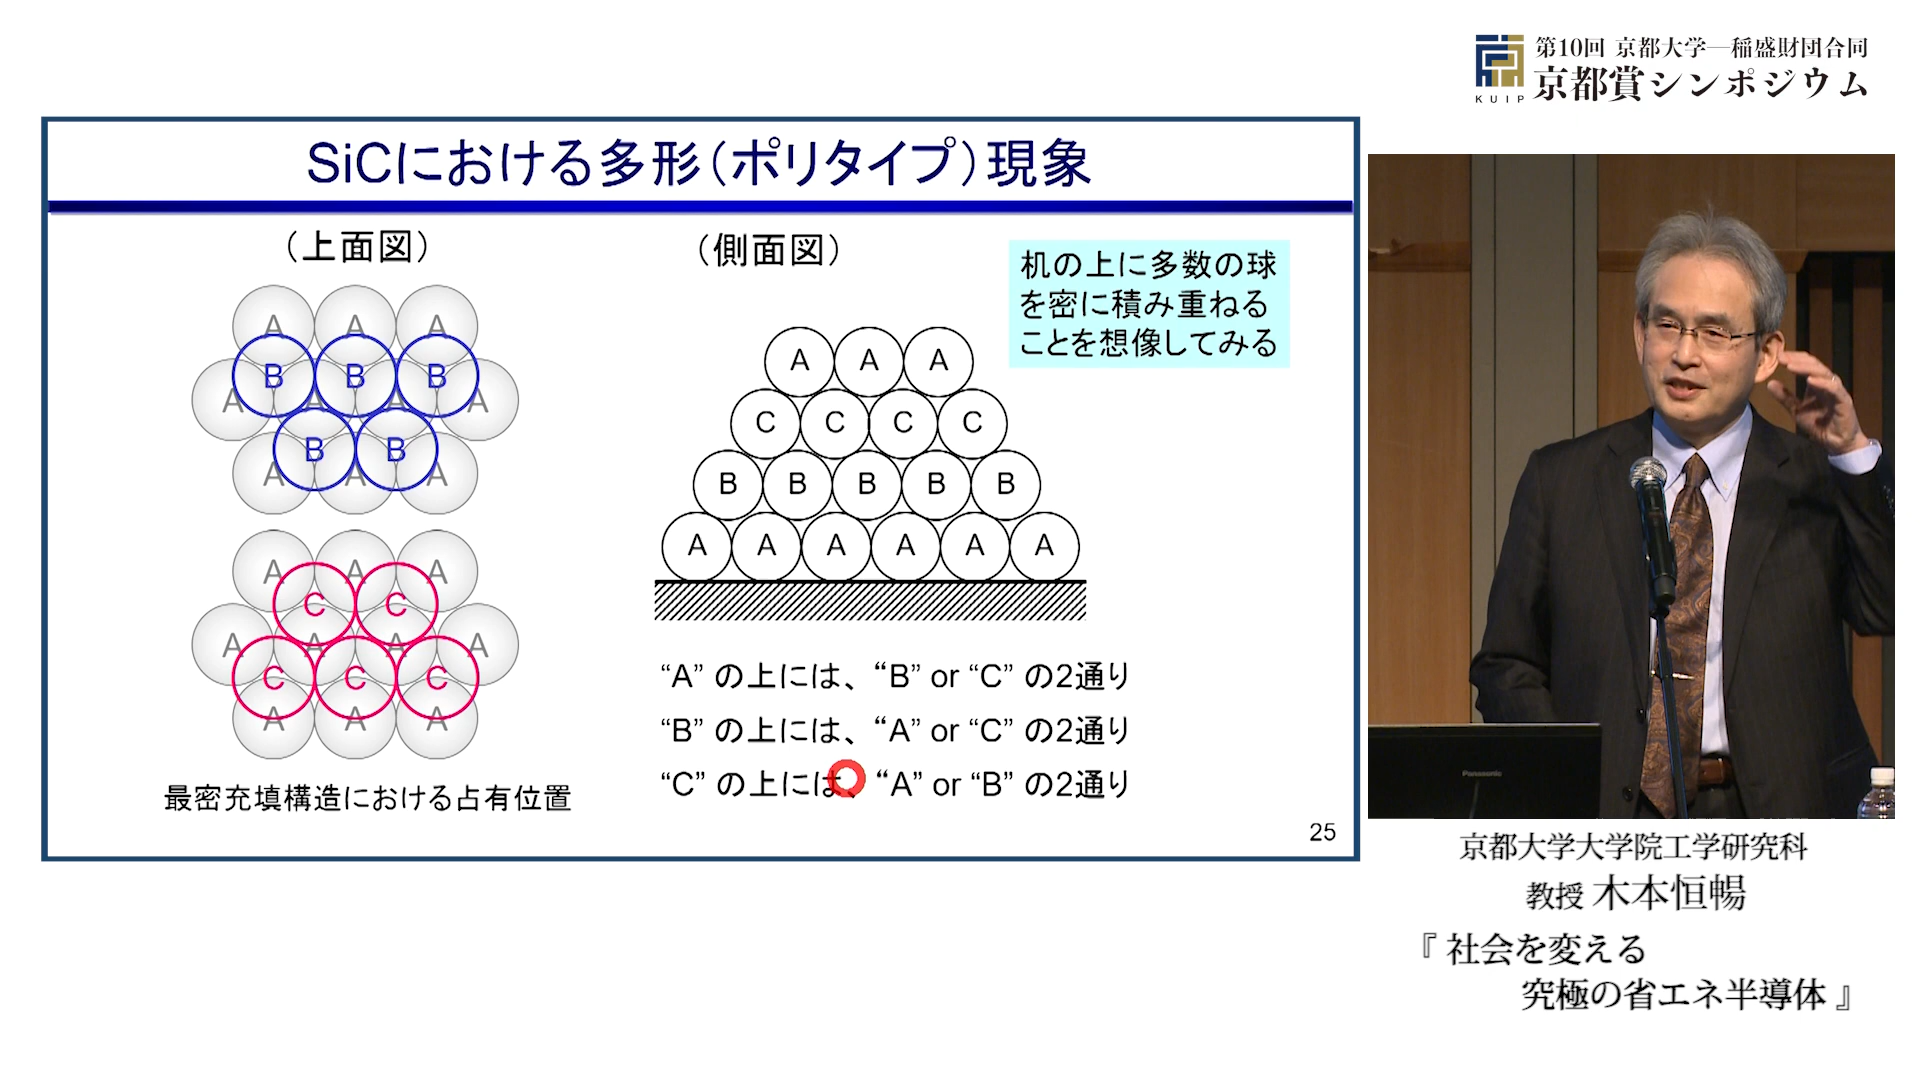 第10回 京都大学—稲盛財団合同
京都賞シンポジウム
KUIP
SiCにおける多形（ポリタイプ）現象
（上面図）
A A A
B B B
A A A A
B B
A A A
A A A
C C
A A A A
C C C
A A A
最密充填構造における占有位置
（側面図）
A A A
C C C C
B B B B B
A A A A A A
机の上に多数の球
を密に積み重ねる
ことを想像してみる
“A” の上には、“B” or “C” の2通り
“B” の上には、“A” or “C” の2通り
“C” の上には、“A” or “B” の2通り
25
Panasonic
京都大学大学院工学研究科
教授 木本恒暢
『 社会を変える
究極の省エネ半導体 』